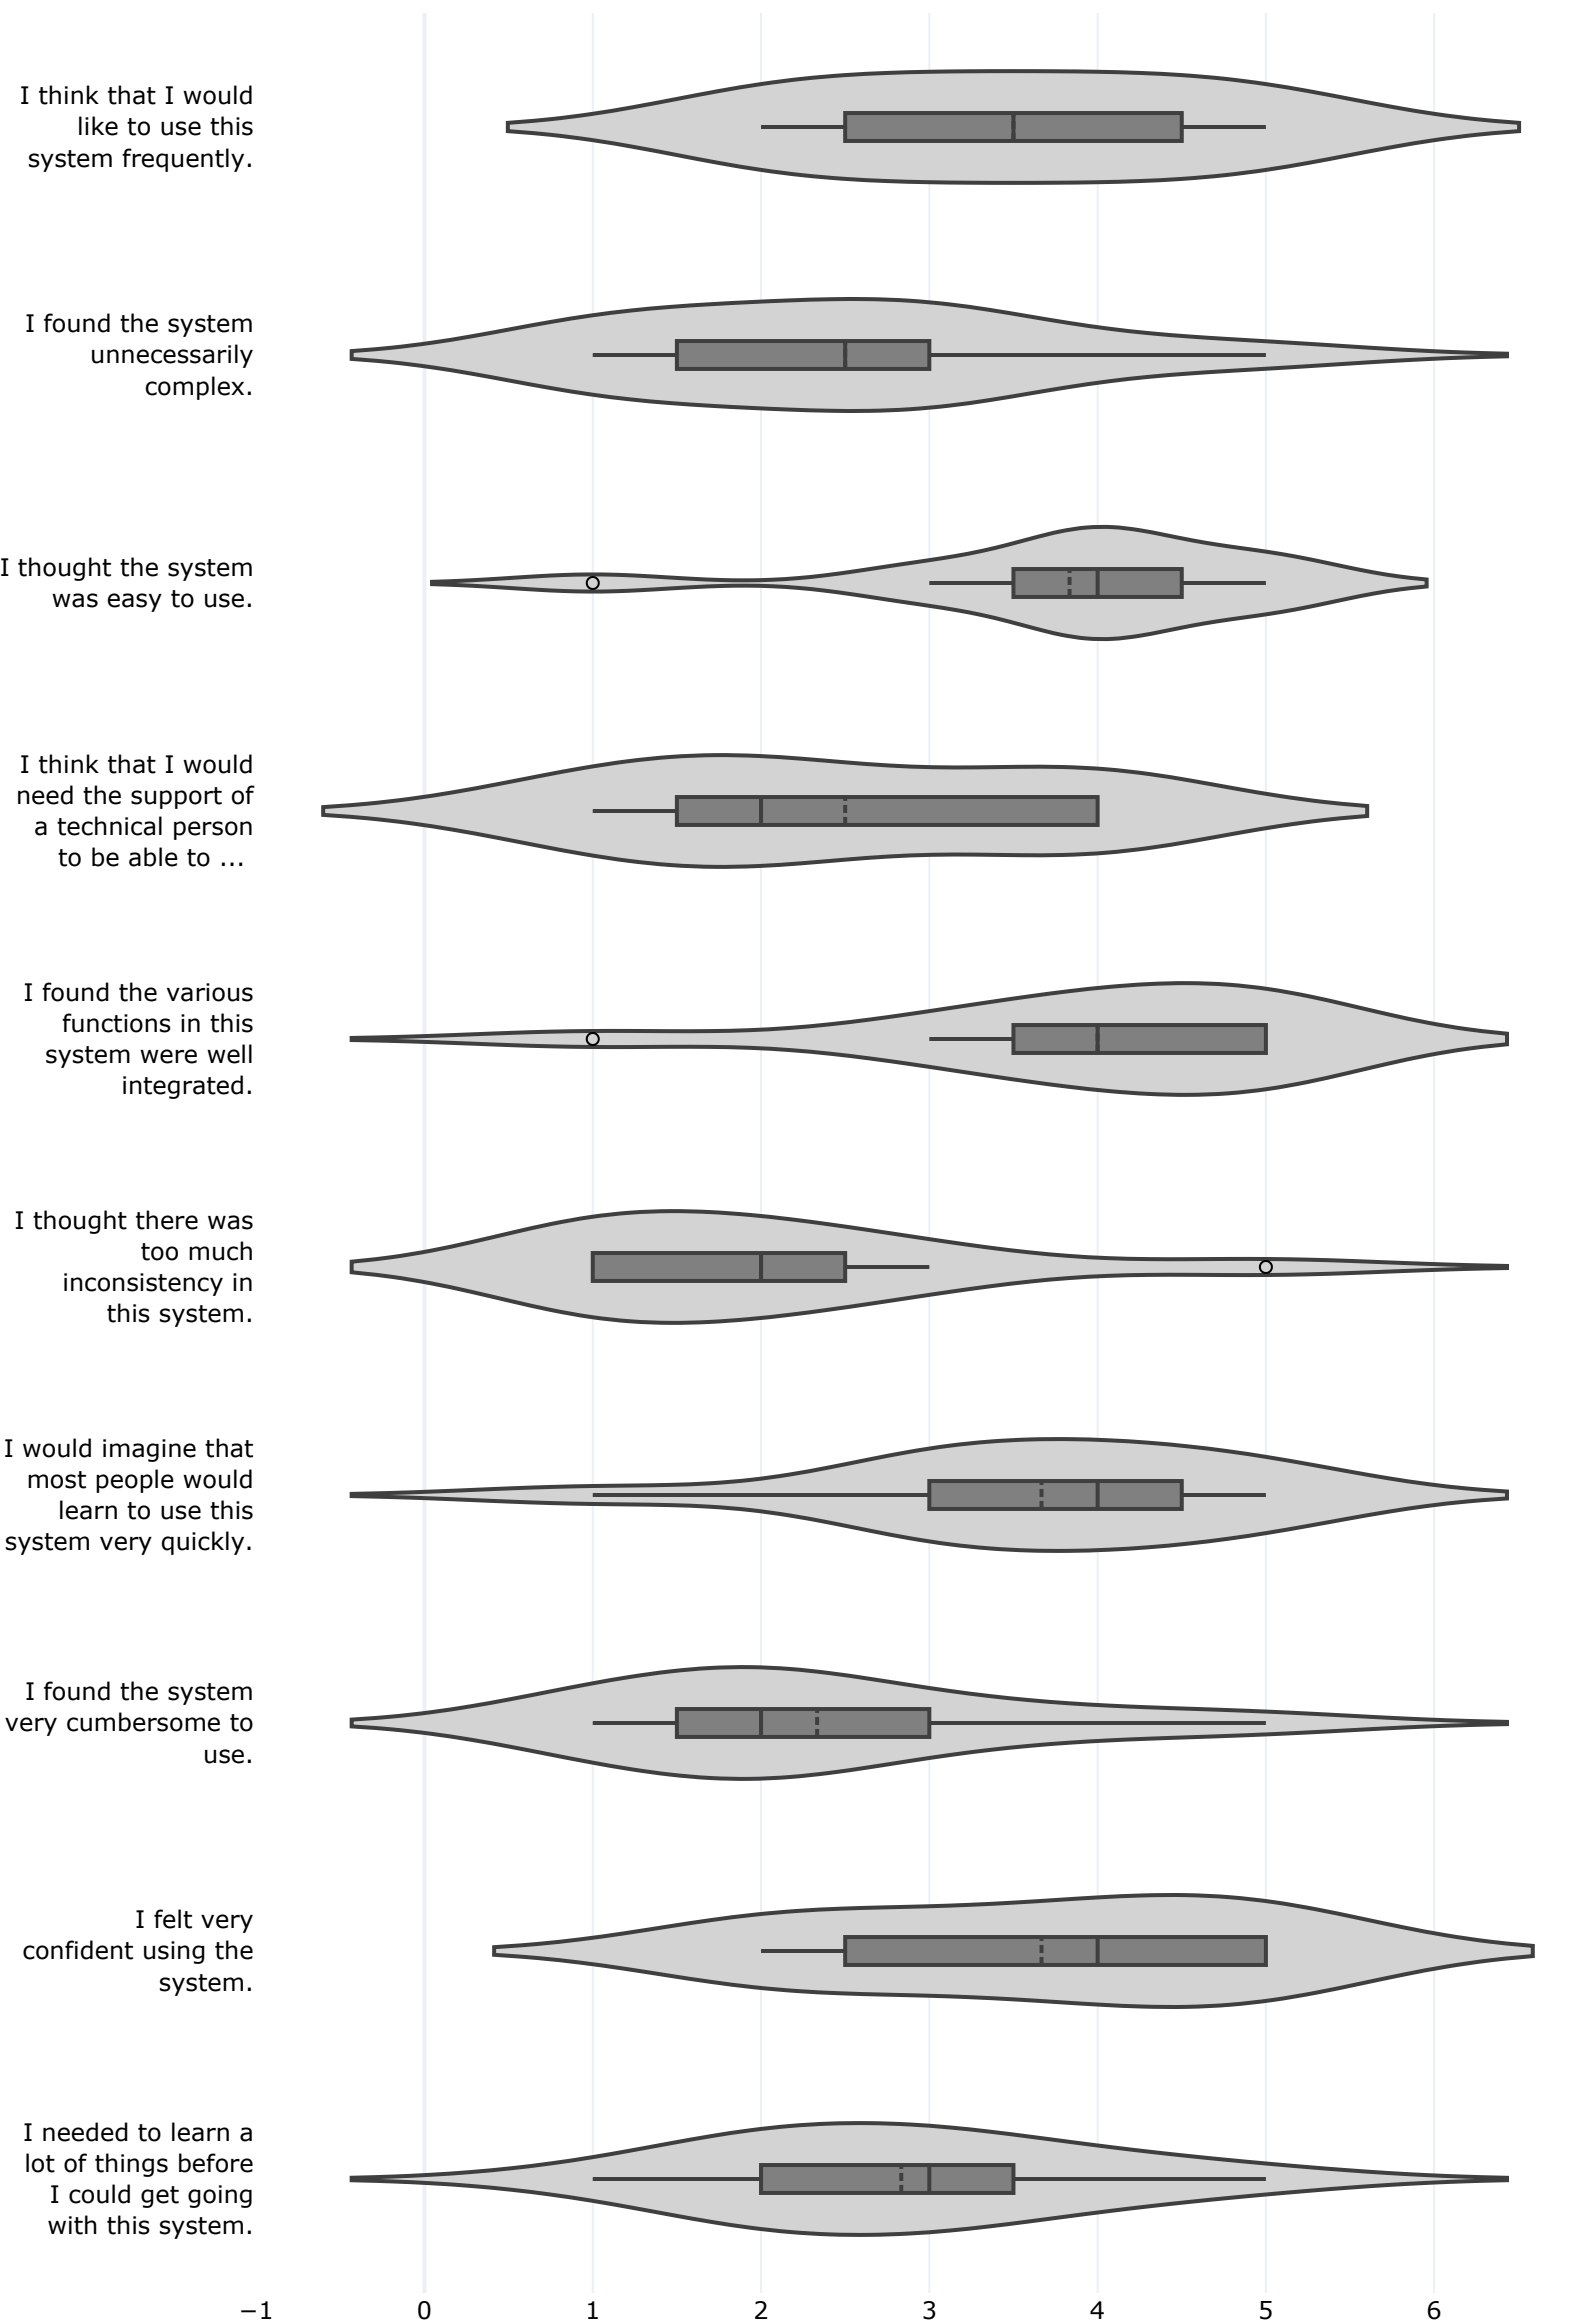 I think that I would
like to use this
system frequently.
I found the system
unnecessarily
complex.
I thought the system
was easy to use.
I think that I would
need the support of
a technical person
to be able to …
I found the various
functions in this
system were well
integrated.
I thought there was
too much
inconsistency in
this system.
I would imagine that
most people would
learn to use this
system very quickly.
I found the system
very cumbersome to
use.
I felt very
confident using the
system.
I needed to learn a
lot of things before
I could get going
with this system.
−1 0 1 2 3 4 5 6